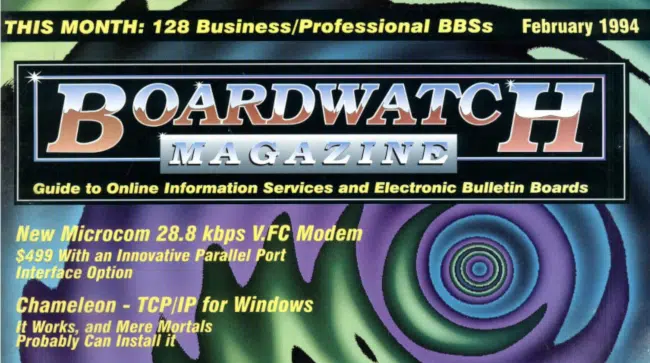 THIS MONTH: 128 Business/Professional BBSs February 1994
BOARDWATCH
MAGAZINE
Guide to Online Information Services and Electronic Bulletin Boards
New Microcom 28.8 kbps V.FC Modem
$499 With an Innovative Parallel Port
Interface Option
Chameleon - TCP/IP for Windows
It Works, and Mere Mortals
Probably Can Install it